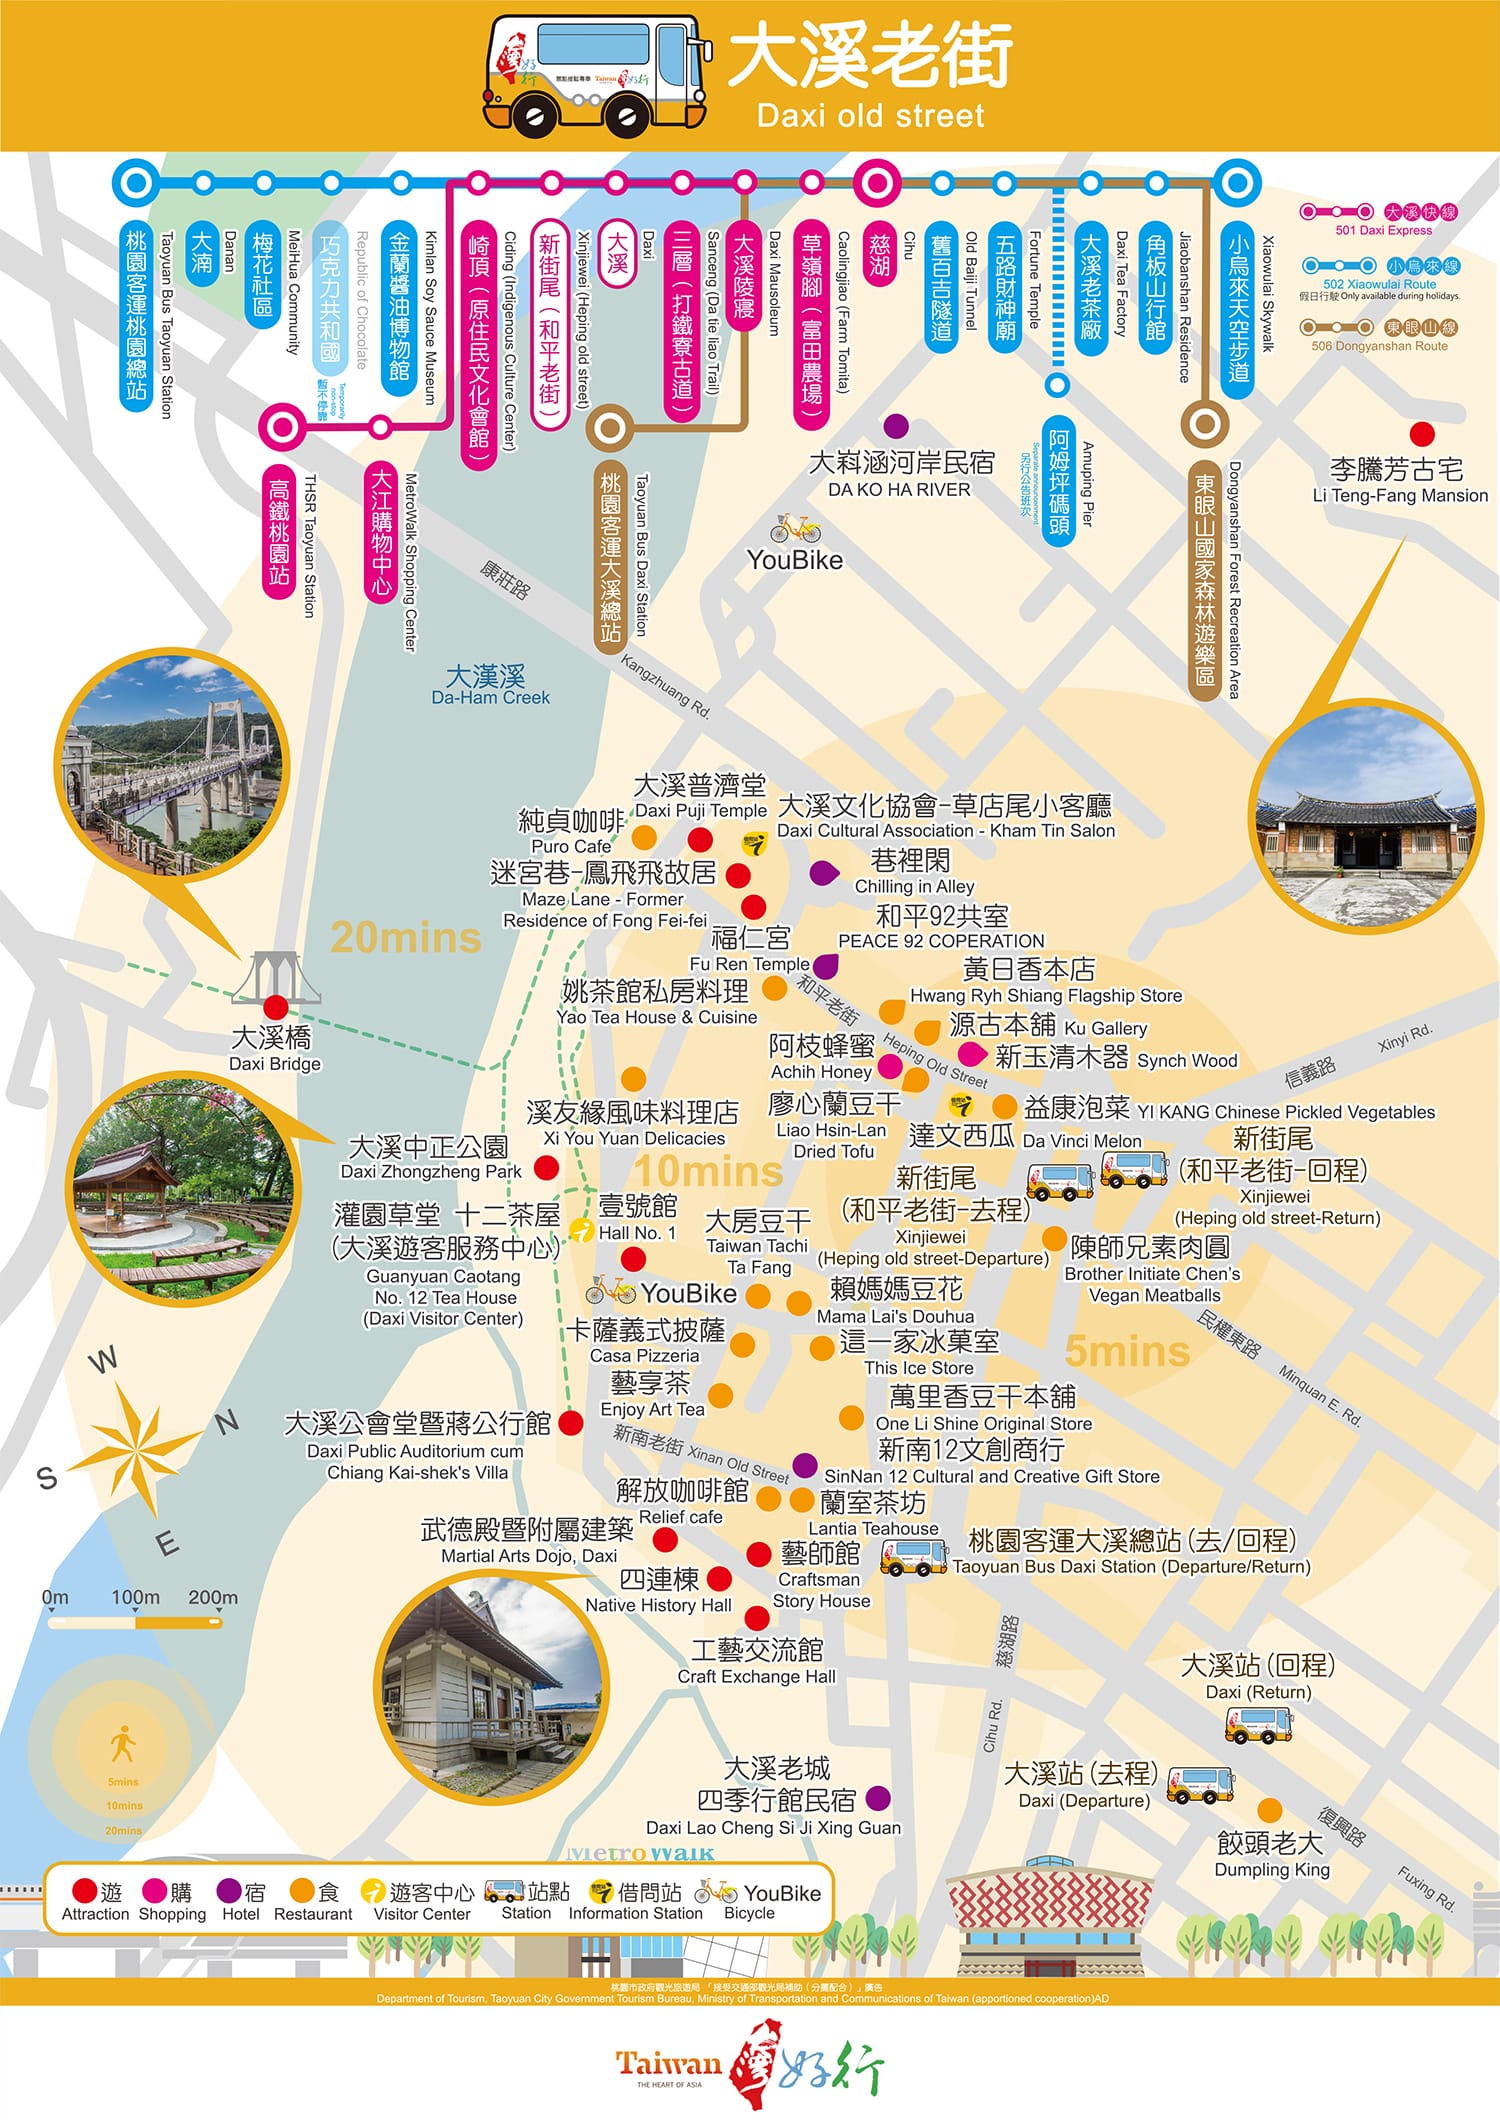 大溪老街
Daxi old street
桃園客運桃園總站
Taoyuan Bus Taoyuan Station
大湳
Danan
梅花社區
MeiHua Community
巧克力共和國
Republic of Chocolate
暫不停靠
Temporarily non-stop
金蘭醬油博物館
Kimlan Soy Sauce Museum
崎頂（原住民文化會館）
Ciding (Indigenous Culture Center)
新街尾（和平老街）
Xinjiewei (Heping old street)
大溪
Daxi
三層（打鐵寮古道）
Sanceng (Da tie liao Trail)
大溪陵寢
Daxi Mausoleum
草嶺腳（富田農場）
Caolingjiao (Farm Tomita)
慈湖
Cihu
舊百吉隧道
Old Baiji Tunnel
五路財神廟
Fortune Temple
大溪老茶廠
Daxi Tea Factory
角板山行館
Jiaobanshan Residence
小烏來天空步道
Xiaowulai Skywalk
高鐵桃園站
THSR Taoyuan Station
大江購物中心
MetroWalk Shopping Center
桃園客運大溪總站
Taoyuan Bus Daxi Station
阿姆坪碼頭
Amuping Pier
另行公告班次
Separate announcement
東眼山國家森林遊樂區
Dongyanshan Forest Recreation Area
大溪快線
501 Daxi Express
小烏來線
502 Xiaowulai Route
假日行駛 Only available during holidays.
東眼山線
506 Dongyanshan Route
大嵙涵河岸民宿
DA KO HA RIVER
YouBike
李騰芳古宅
Li Teng-Fang Mansion
康莊路
Kangzhuang Rd.
大漢溪
Da-Ham Creek
大溪普濟堂
Daxi Puji Temple
純貞咖啡
Puro Cafe
大溪文化協會-草店尾小客廳
Daxi Cultural Association - Kham Tin Salon
迷宮巷-鳳飛飛故居
Maze Lane - Former
Residence of Fong Fei-fei
巷裡閑
Chilling in Alley
和平92共室
PEACE 92 COPERATION
福仁宮
Fu Ren Temple
20mins
黃日香本店
Hwang Ryh Shiang Flagship Store
姚茶館私房料理
Yao Tea House & Cuisine
和平老街
Heping Old Street
源古本舖 Ku Gallery
新玉清木器 Synch Wood
阿枝蜂蜜
Achih Honey
信義路
Xinyi Rd.
大溪橋
Daxi Bridge
溪友緣風味料理店
Xi You Yuan Delicacies
廖心蘭豆干
Liao Hsin-Lan
Dried Tofu
益康泡菜 YI KANG Chinese Pickled Vegetables
達文西瓜 Da Vinci Melon
大溪中正公園
Daxi Zhongzheng Park
10mins
新街尾
(和平老街-回程)
Xinjiewei
(Heping old street-Return)
新街尾
(和平老街-去程)
Xinjiewei
(Heping old street-Departure)
灌園草堂 十二茶屋
(大溪遊客服務中心)
Guanyuan Caotang
No. 12 Tea House
(Daxi Visitor Center)
壹號館
Hall No. 1
大房豆干
Taiwan Tachi
Ta Fang
陳師兄素肉圓
Brother Initiate Chen's
Vegan Meatballs
YouBike
賴媽媽豆花
Mama Lai's Douhua
卡薩義式披薩
Casa Pizzeria
這一家冰菓室
This Ice Store
5mins
民權東路
Minquan E. Rd.
藝享茶
Enjoy Art Tea
萬里香豆干本舖
One Li Shine Original Store
大溪公會堂暨蔣公行館
Daxi Public Auditorium cum
Chiang Kai-shek's Villa
新南老街 Xinan Old Street
新南12文創商行
SinNan 12 Cultural and Creative Gift Store
解放咖啡館
Relief cafe
蘭室茶坊
Lantia Teahouse
武德殿暨附屬建築
Martial Arts Dojo, Daxi
桃園客運大溪總站 (去/回程)
Taoyuan Bus Daxi Station (Departure/Return)
藝師館
Craftsman
Story House
四連棟
Native History Hall
工藝交流館
Craft Exchange Hall
慈湖路
Cihu Rd.
大溪站 (回程)
Daxi (Return)
大溪站 (去程)
Daxi (Departure)
大溪老城
四季行館民宿
Daxi Lao Cheng Si Ji Xing Guan
餃頭老大
Dumpling King
復興路
Fuxing Rd.
W
N
S
E
0m 100m 200m
5mins
10mins
20mins
Metro Walk
遊 Attraction
購 Shopping
宿 Hotel
食 Restaurant
遊客中心 Visitor Center
站點 Station
借問站 Information Station
YouBike Bicycle
桃園市政府觀光旅遊局 「接受交通部觀光局補助（分攤配合）」廣告
Department of Tourism, Taoyuan City Government Tourism Bureau, Ministry of Transportation and Communications of Taiwan (apportioned cooperation)AD
Taiwan
THE HEART OF ASIA
灣好行